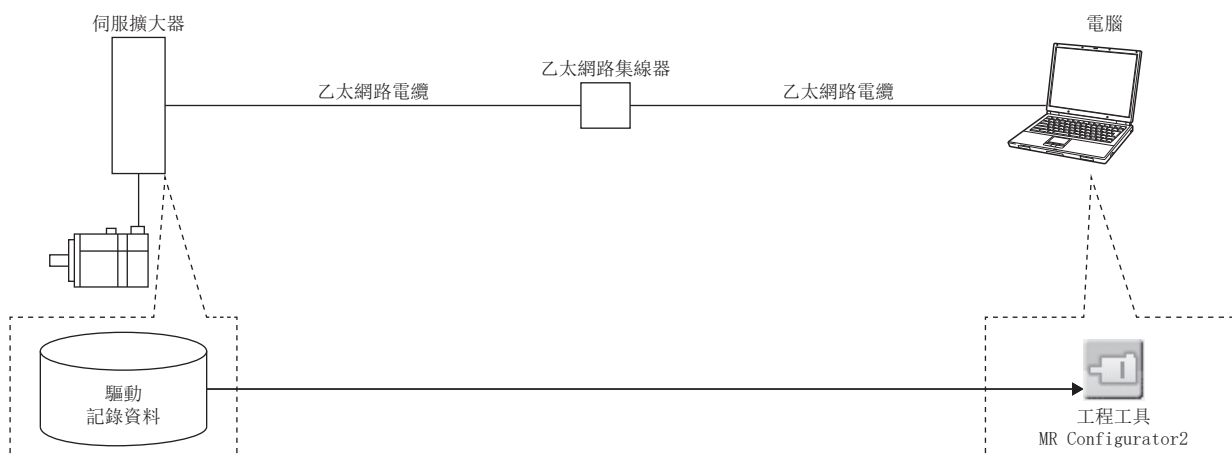 伺服擴大器
電腦
乙太網路集線器
乙太網路電纜
乙太網路電纜
驅動
記錄資料
工程工具
MR Configurator2